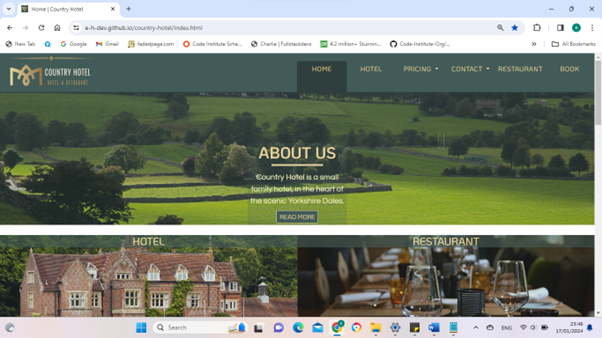 Home | Country Hotel
e-h-dev.github.io/country-hotel/index.html
New Tab
Q
Google
Gmail
fadedpage.com
Code Institute Sche...
Charlie | Fullstackdevs
4.2 million+ Stunnin...
Code-Institute-Org/...
All Bookmarks
COUNTRY HOTEL
HOTEL & RETAURANT
HOME HOTEL PRICING CONTACT RESTAURANT BOOK
ABOUT US
Country Hotel is a small
family hotel, in the heart of
the scenic Yorkshire Dales.
READ MORE
HOTEL
RESTAURANT
Search
ENG
23:46
17/01/2024